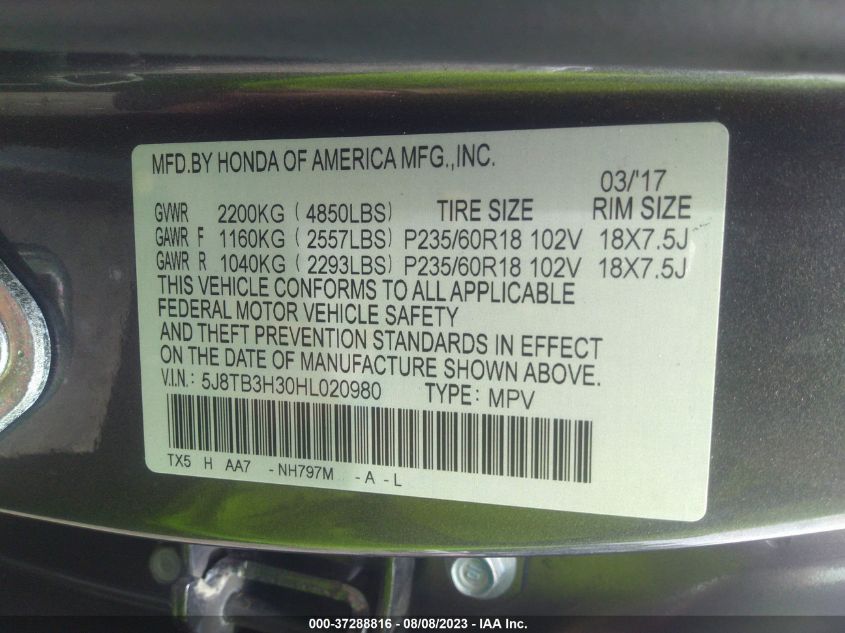 MFD.BY HONDA OF AMERICA MFG.,INC.
03/'17
GVWR 2200KG ( 4850LBS) TIRE SIZE RIM SIZE
GAWR F 1160KG ( 2557LBS) P235/60R18 102V 18X7.5J
GAWR R 1040KG ( 2293LBS) P235/60R18 102V 18X7.5J
THIS VEHICLE CONFORMS TO ALL APPLICABLE
FEDERAL MOTOR VEHICLE SAFETY
AND THEFT PREVENTION STANDARDS IN EFFECT
ON THE DATE OF MANUFACTURE SHOWN ABOVE.
V.I.N.: 5J8TB3H30HL020980 TYPE: MPV
TX5 H AA7 -NH797M -A -L
000-37288816 - 08/08/2023 - IAA Inc.